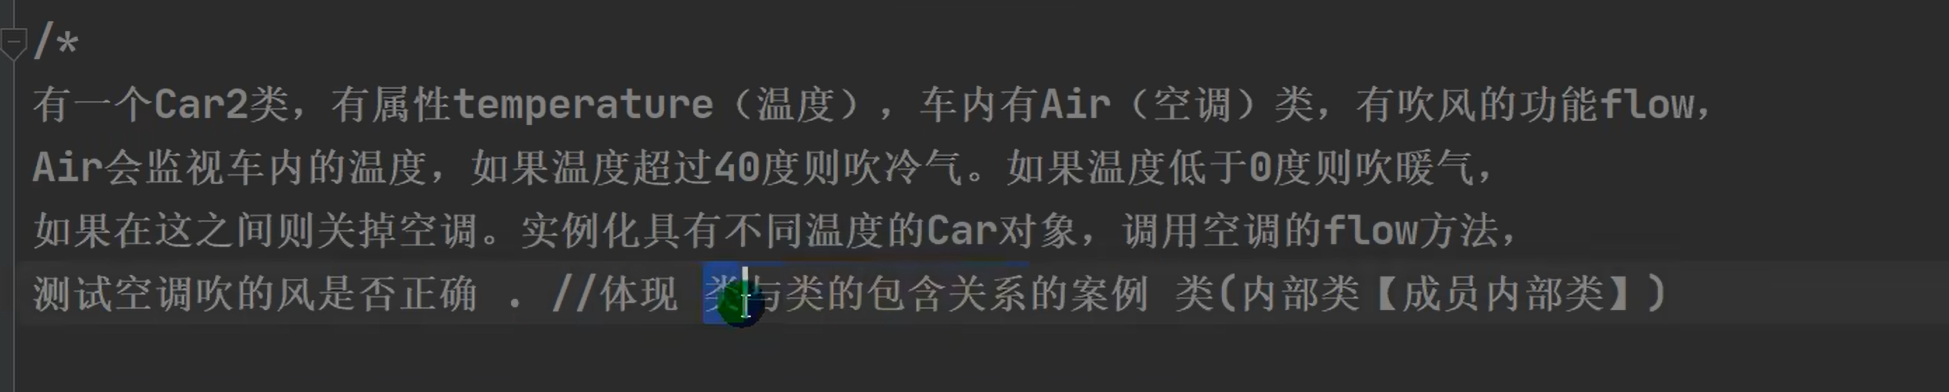 /*
有一个Car2类，有属性temperature（温度），车内有Air（空调）类，有吹风的功能flow，
Air会监视车内的温度，如果温度超过40度则吹冷气。如果温度低于0度则吹暖气，
如果在这之间则关掉空调。实例化具有不同温度的Car对象，调用空调的flow方法，
测试空调吹的风是否正确 . //体现 类与类的包含关系的案例 类(内部类【成员内部类】)